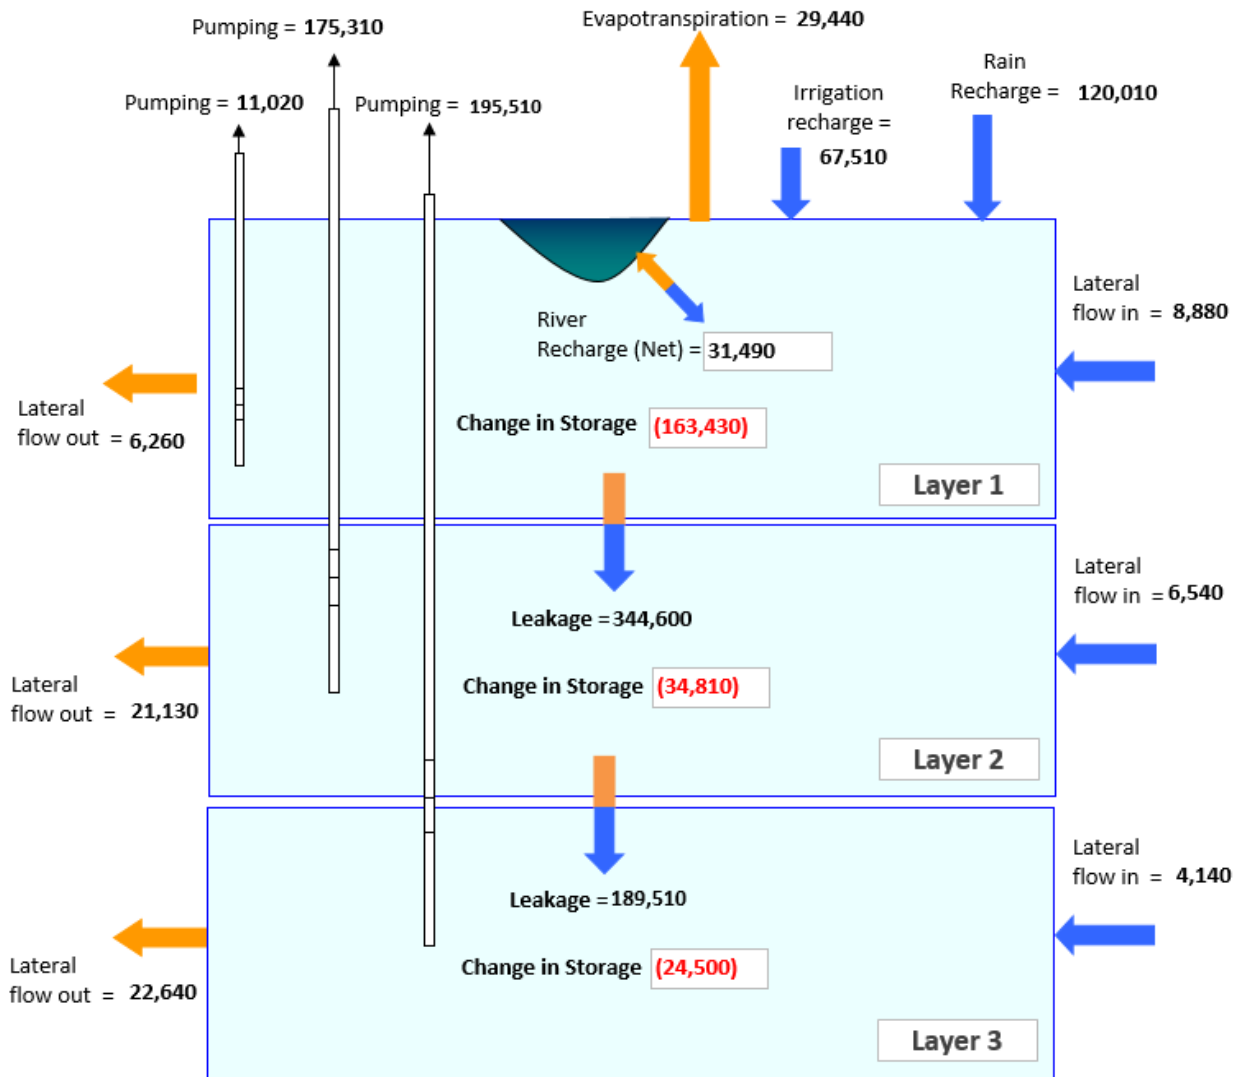 Pumping = 175,310
Evapotranspiration = 29,440
Pumping = 11,020
Pumping = 195,510
Irrigation
recharge =
67,510
Rain
Recharge = 120,010
River
Recharge (Net) = 31,490
Lateral
flow in = 8,880
Lateral
flow out = 6,260
Change in Storage (163,430)
Layer 1
Leakage = 344,600
Lateral
flow in = 6,540
Lateral
flow out = 21,130
Change in Storage (34,810)
Layer 2
Leakage = 189,510
Lateral
flow in = 4,140
Lateral
flow out = 22,640
Change in Storage (24,500)
Layer 3